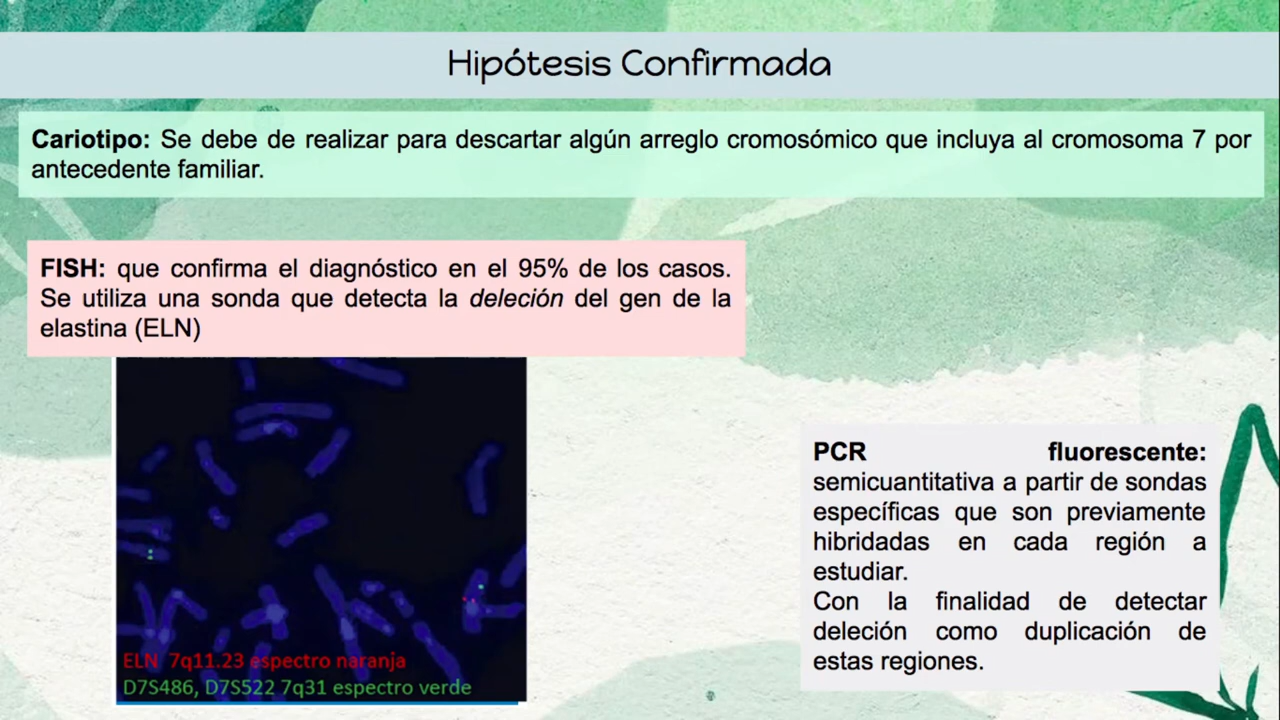 Hipótesis Confirmada
Cariotipo: Se debe de realizar para descartar algún arreglo cromosómico que incluya al cromosoma 7 por
antecedente familiar.
FISH: que confirma el diagnóstico en el 95% de los casos.
Se utiliza una sonda que detecta la deleción del gen de la
elastina (ELN)
ELN 7q11.23 espectro naranja
D7S486, D7S522 7q31 espectro verde
PCR fluorescente:
semicuantitativa a partir de sondas
específicas que son previamente
hibridadas en cada región a
estudiar.
Con la finalidad de detectar
deleción como duplicación de
estas regiones.